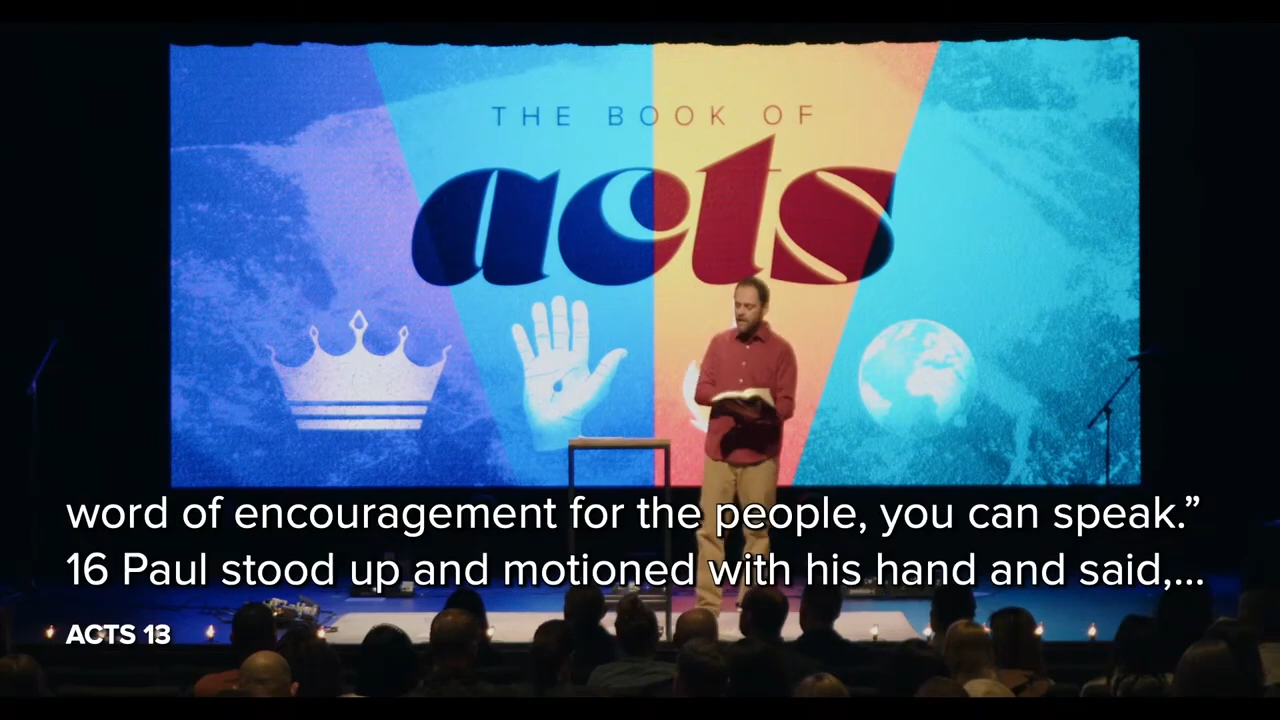 THE BOOK OF
acts
word of encouragement for the people, you can speak.”
16 Paul stood up and motioned with his hand and said,...
ACTS 13